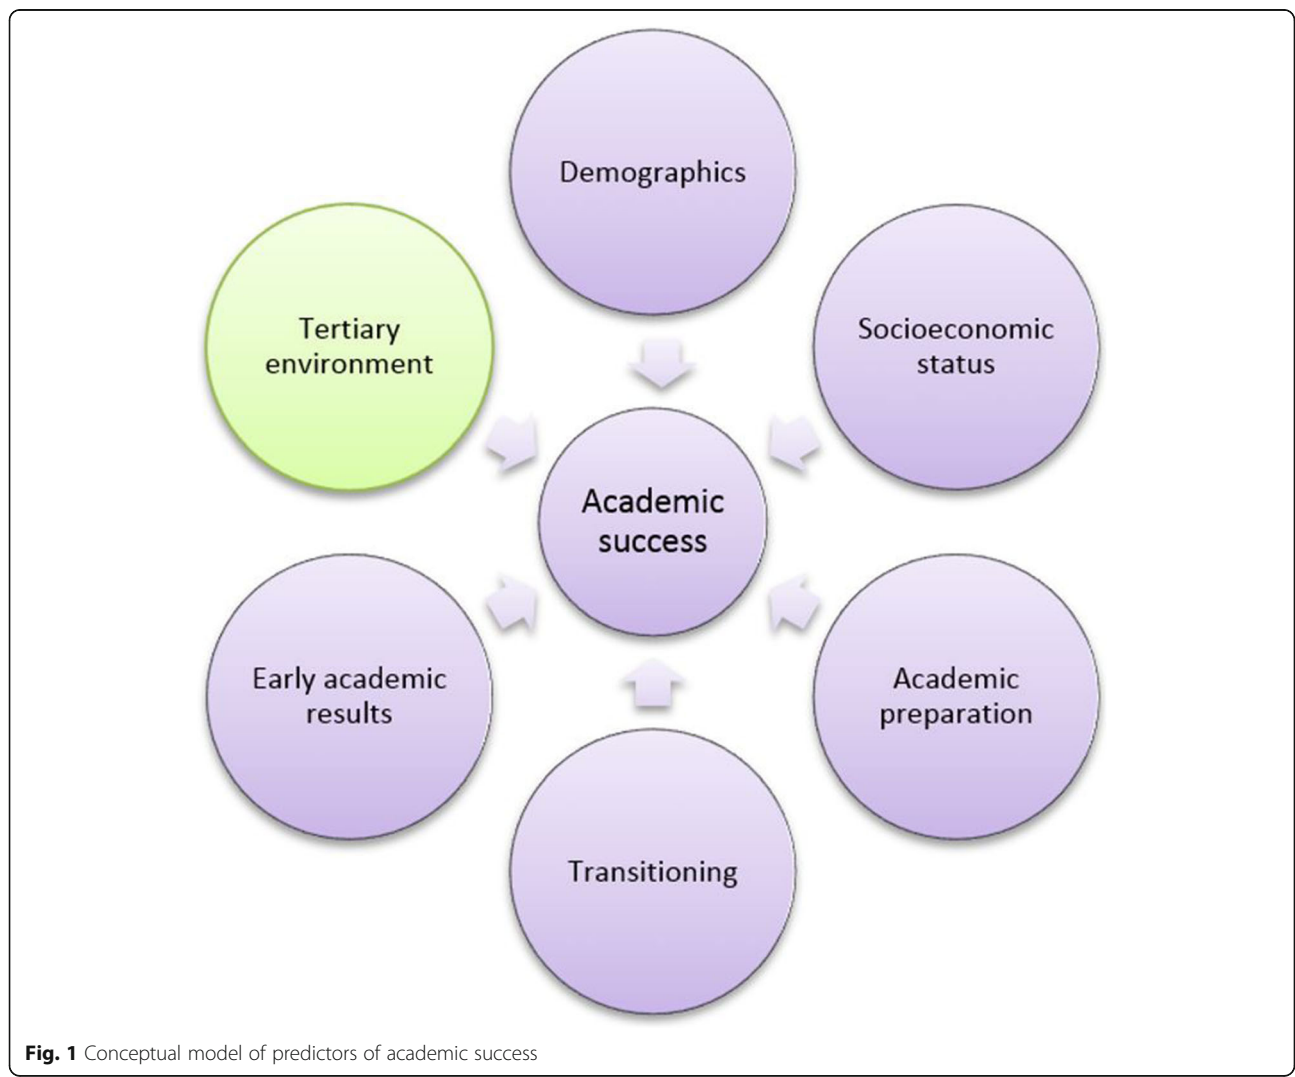 Demographics
Tertiary
environment
Socioeconomic
status
Academic
success
Early academic
results
Academic
preparation
Transitioning
Fig. 1 Conceptual model of predictors of academic success